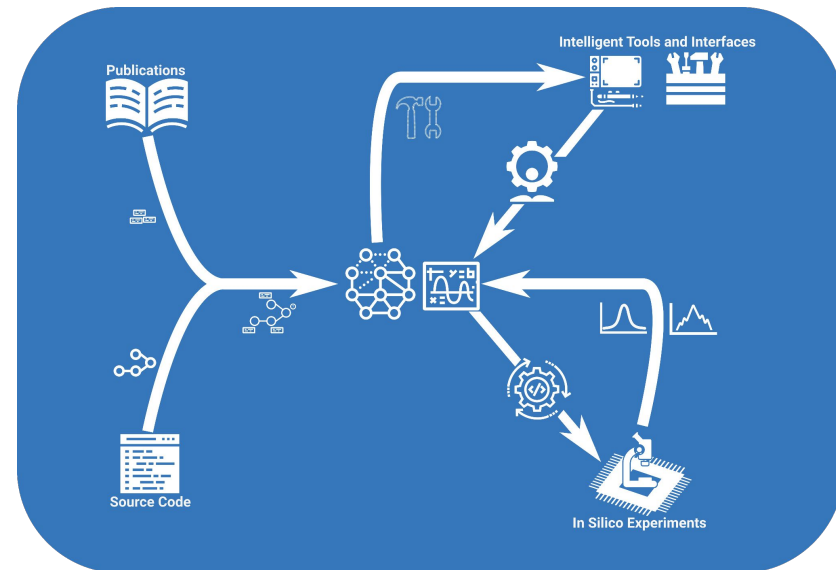 Intelligent Tools and Interfaces
Publications
Source Code
In Silico Experiments